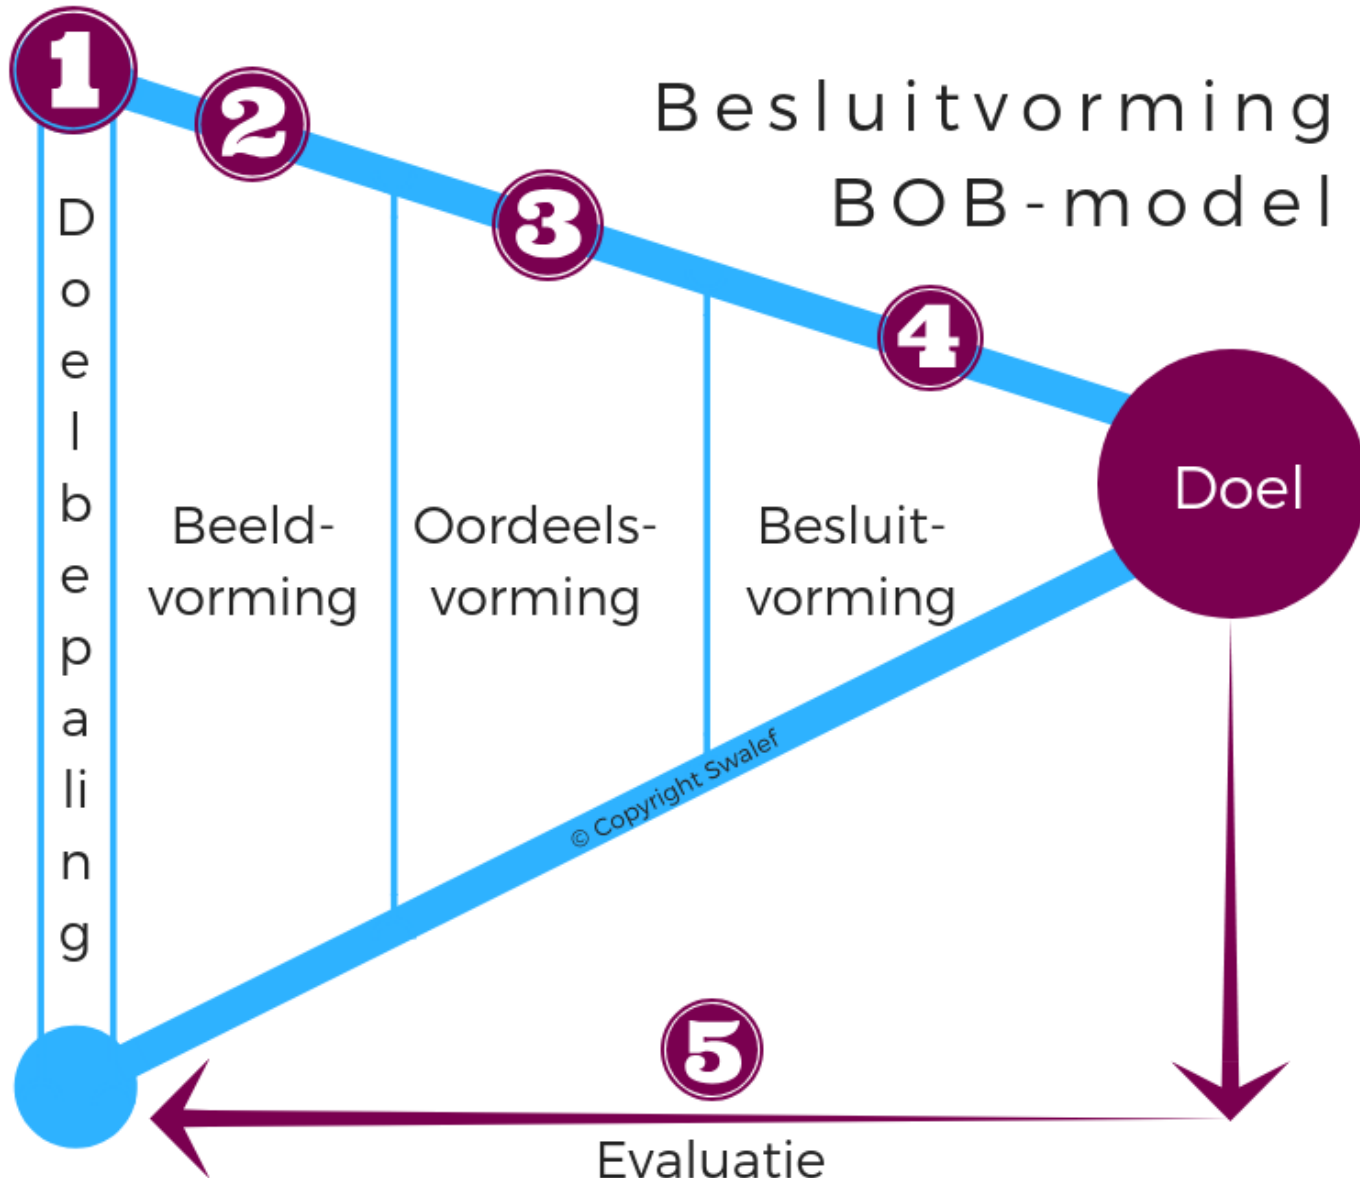 Besluitvorming
BOB-model
1
2
3
4
Doelbepaling
Beeld-
vorming
Oordeels-
vorming
Besluit-
vorming
Doel
© Copyright Swalef
5
Evaluatie